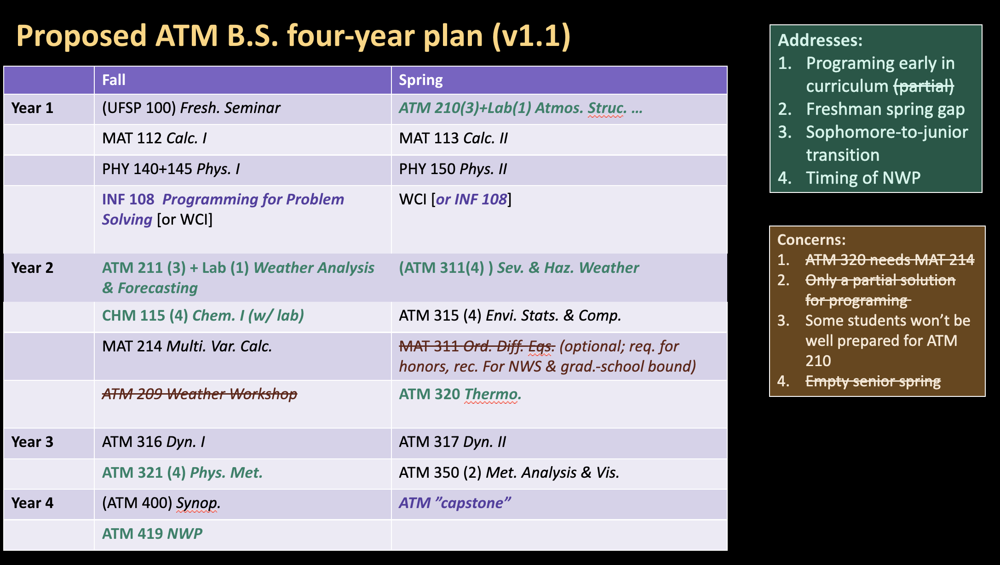 Proposed ATM B.S. four-year plan (v1.1)
Fall
Spring
Year 1
(UFSP 100) Fresh. Seminar
ATM 210(3)+Lab(1) Atmos. Struc. ...
MAT 112 Calc. I
MAT 113 Calc. II
PHY 140+145 Phys. I
PHY 150 Phys. II
INF 108  Programming for Problem
Solving [or WCI]
WCI [or INF 108]
Year 2
ATM 211 (3) + Lab (1) Weather Analysis
& Forecasting
(ATM 311(4) ) Sev. & Haz. Weather
CHM 115 (4) Chem. I (w/ lab)
ATM 315 (4) Envi. Stats. & Comp.
MAT 214 Multi. Var. Calc.
MAT 311 Ord. Diff. Eqs. (optional; req. for
honors, rec. For NWS & grad.-school bound)
ATM 209 Weather Workshop
ATM 320 Thermo.
Year 3
ATM 316 Dyn. I
ATM 317 Dyn. II
ATM 321 (4) Phys. Met.
ATM 350 (2) Met. Analysis & Vis.
Year 4
(ATM 400) Synop.
ATM ”capstone”
ATM 419 NWP
Addresses:
1. Programing early in
curriculum (partial)
2. Freshman spring gap
3. Sophomore-to-junior
transition
4. Timing of NWP
Concerns:
1. ATM 320 needs MAT 214
2. Only a partial solution
for programing
3. Some students won’t be
well prepared for ATM
210
4. Empty senior spring